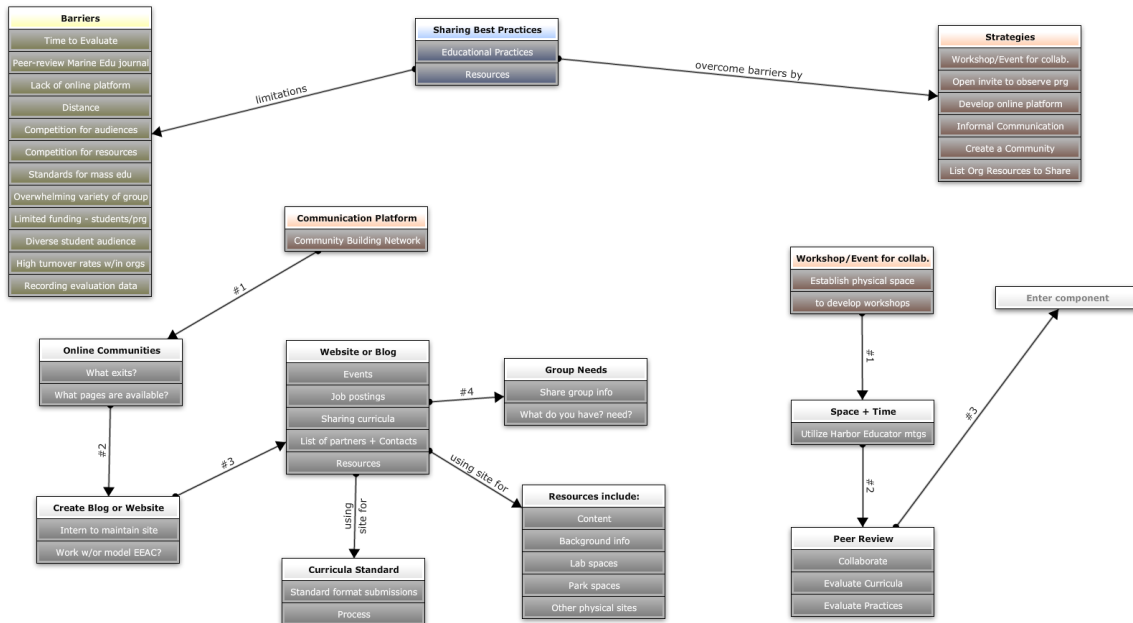 Barriers
Time to Evaluate
Peer-review Marine Edu journal
Lack of online platform
Distance
Competition for audiences
Competition for resources
Standards for mass edu
Overwhelming variety of group
Limited funding - students/prg
Diverse student audience
High turnover rates w/in orgs
Recording evaluation data
limitations
Sharing Best Practices
Educational Practices
Resources
overcome barriers by
Strategies
Workshop/Event for collab.
Open invite to observe prg
Develop online platform
Informal Communication
Create a Community
List Org Resources to Share
Communication Platform
Community Building Network
#1
Online Communities
What exits?
What pages are available?
#2
Create Blog or Website
Intern to maintain site
Work w/or model EEAC?
#3
Website or Blog
Events
Job postings
Sharing curricula
List of partners + Contacts
Resources
#4
Group Needs
Share group info
What do you have? need?
using site for
Resources include:
Content
Background info
Lab spaces
Park spaces
Other physical sites
using
site for
Curricula Standard
Standard format submissions
Process
Workshop/Event for collab.
Establish physical space
to develop workshops
#1
Space + Time
Utilize Harbor Educator mtgs
#2
Peer Review
Collaborate
Evaluate Curricula
Evaluate Practices
#3
Enter component